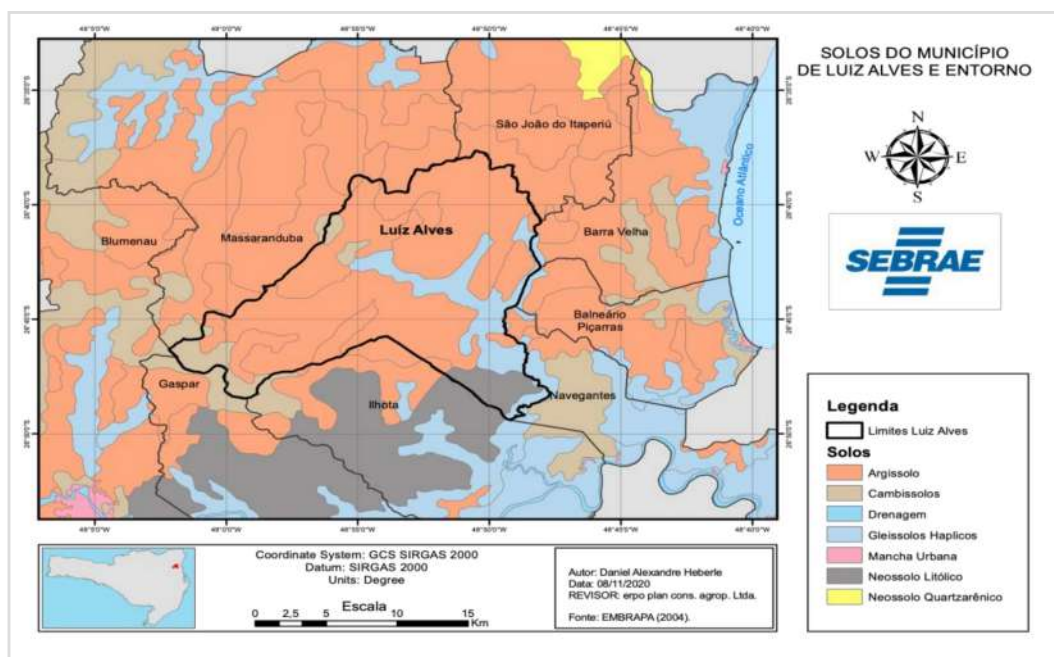 SOLOS DO MUNICÍPIO
DE LUIZ ALVES E ENTORNO
N
W E
S
SEBRAE
São João do Itaperiú
Oceano Atlântico
Luíz Alves
Blumenau
Massaranduba
Barra Velha
Balneário
Piçarras
Gaspar
Ilhota
Navegantes
Legenda
Limites Luiz Alves
Solos
Argissolo
Cambissolos
Drenagem
Gleissolos Haplicos
Mancha Urbana
Neossolo Litólico
Neossolo Quartzarênico
Coordinate System: GCS SIRGAS 2000
Datum: SIRGAS 2000
Units: Degree
Escala
0 2,5 5 10 15
Km
Autor: Daniel Alexandre Heberle
Data: 08/11/2020
REVISOR: erpo plan cons. agrop. Ltda.
Fonte: EMBRAPA (2004).